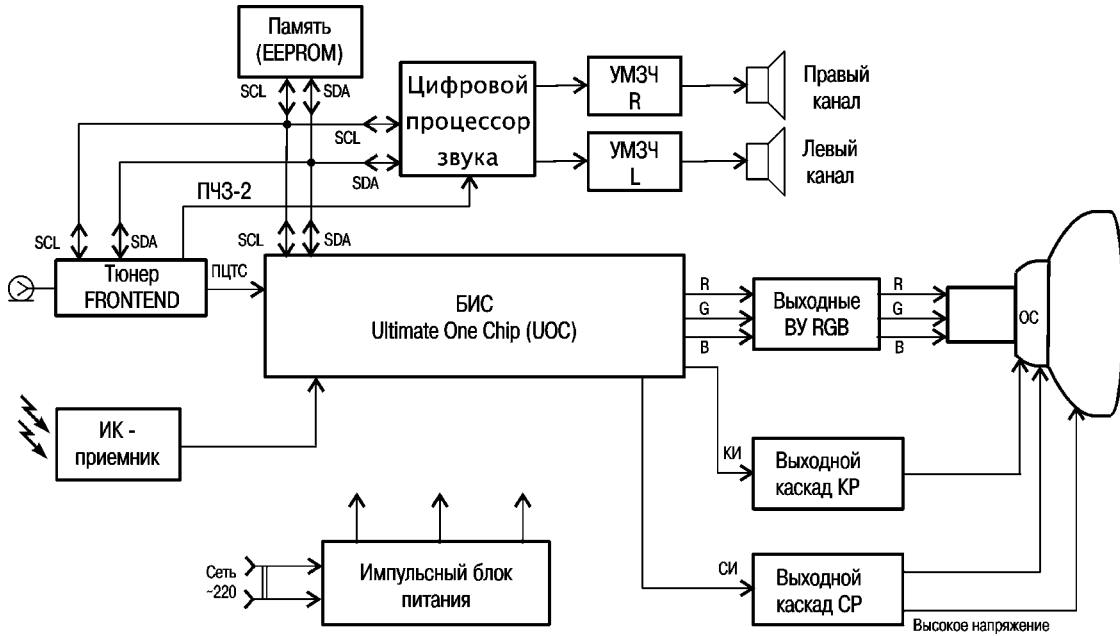 Память
(EEPROM)
SCL
SDA
Цифровой
процессор
звука
SCL
SDA
УМЗЧ
R
Правый
канал
УМЗЧ
L
Левый
канал
ПЧЗ-2
SCL
SDA
SCL
SDA
Тюнер
FRONTEND
ПЦТС
БИС
Ultimate One Chip (UOC)
R
G
B
Выходные
ВУ RGB
R
G
B
ОС
ИК -
приемник
КИ
Выходной
каскад КР
Сеть
~220
Импульсный блок
питания
СИ
Выходной
каскад СР
Высокое напряжение